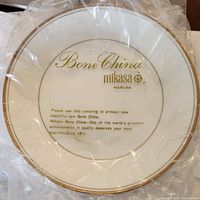 Bone China
mikasa
NARUMI
Please use this covering to protect your
beautiful new Bone China.
Mikasa Bone China - One of the world's greatest
achievements in quality deserves your most